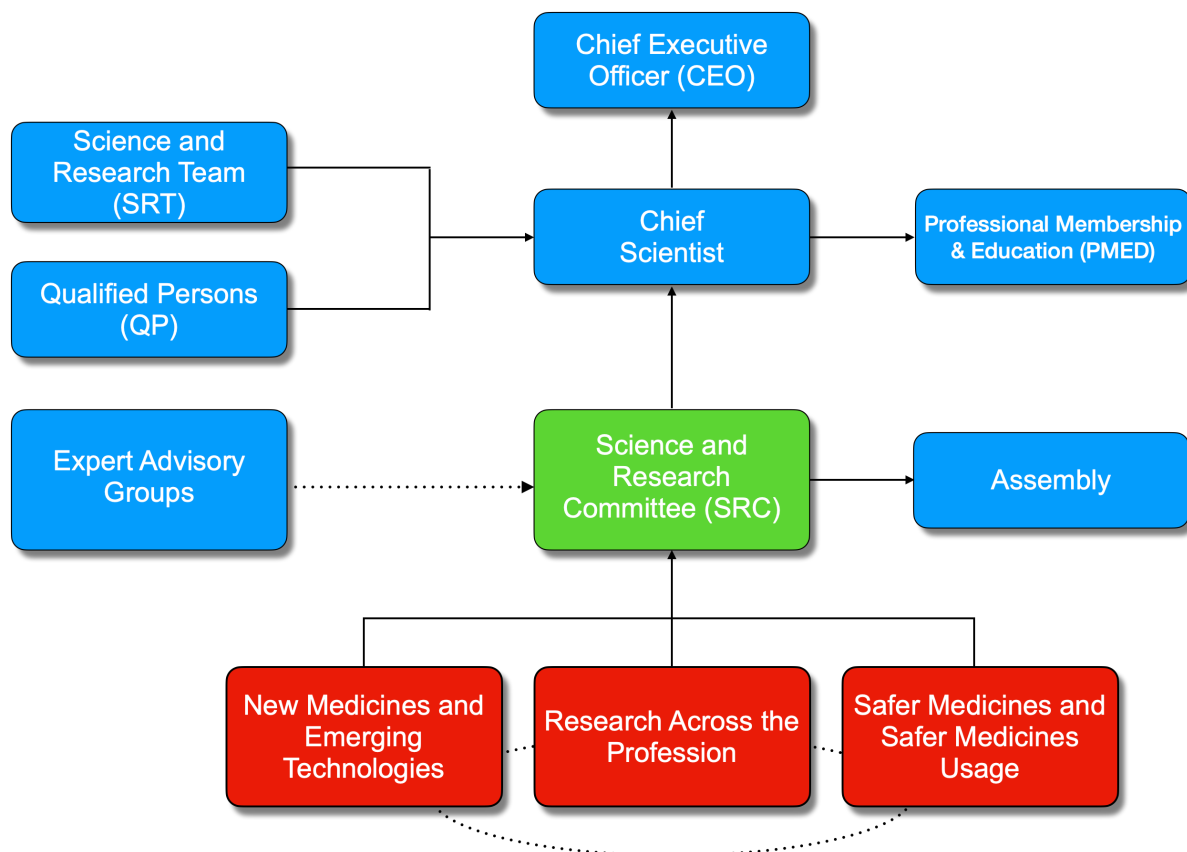 Chief Executive
Officer (CEO)
Science and
Research Team
(SRT)
Chief
Scientist
Professional Membership
& Education (PMED)
Qualified Persons
(QP)
Expert Advisory
Groups
Science and
Research
Committee (SRC)
Assembly
New Medicines and
Emerging
Technologies
Research Across the
Profession
Safer Medicines and
Safer Medicines
Usage